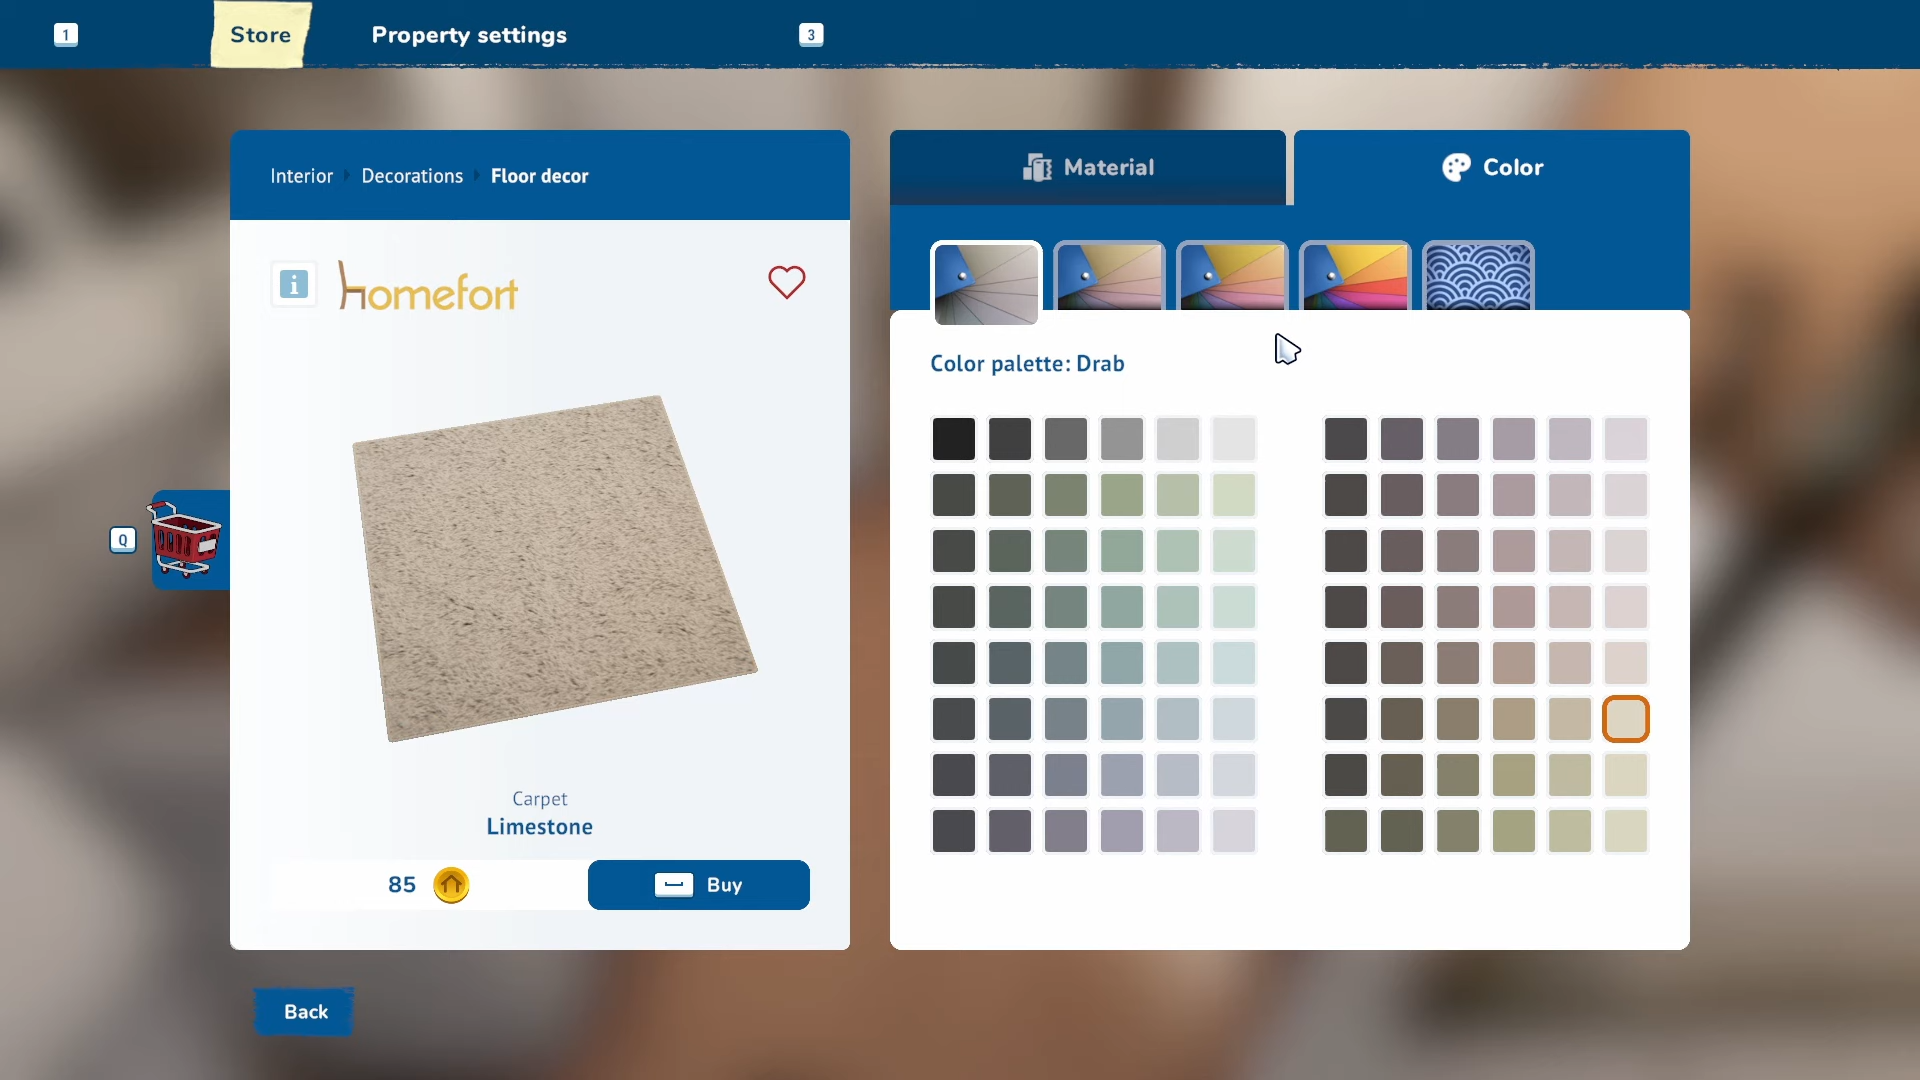 1
Store
Property settings
3
Interior
Decorations
Floor decor
i
homefort
Material
Color
Color palette: Drab
Q
Carpet
Limestone
85
Buy
Back